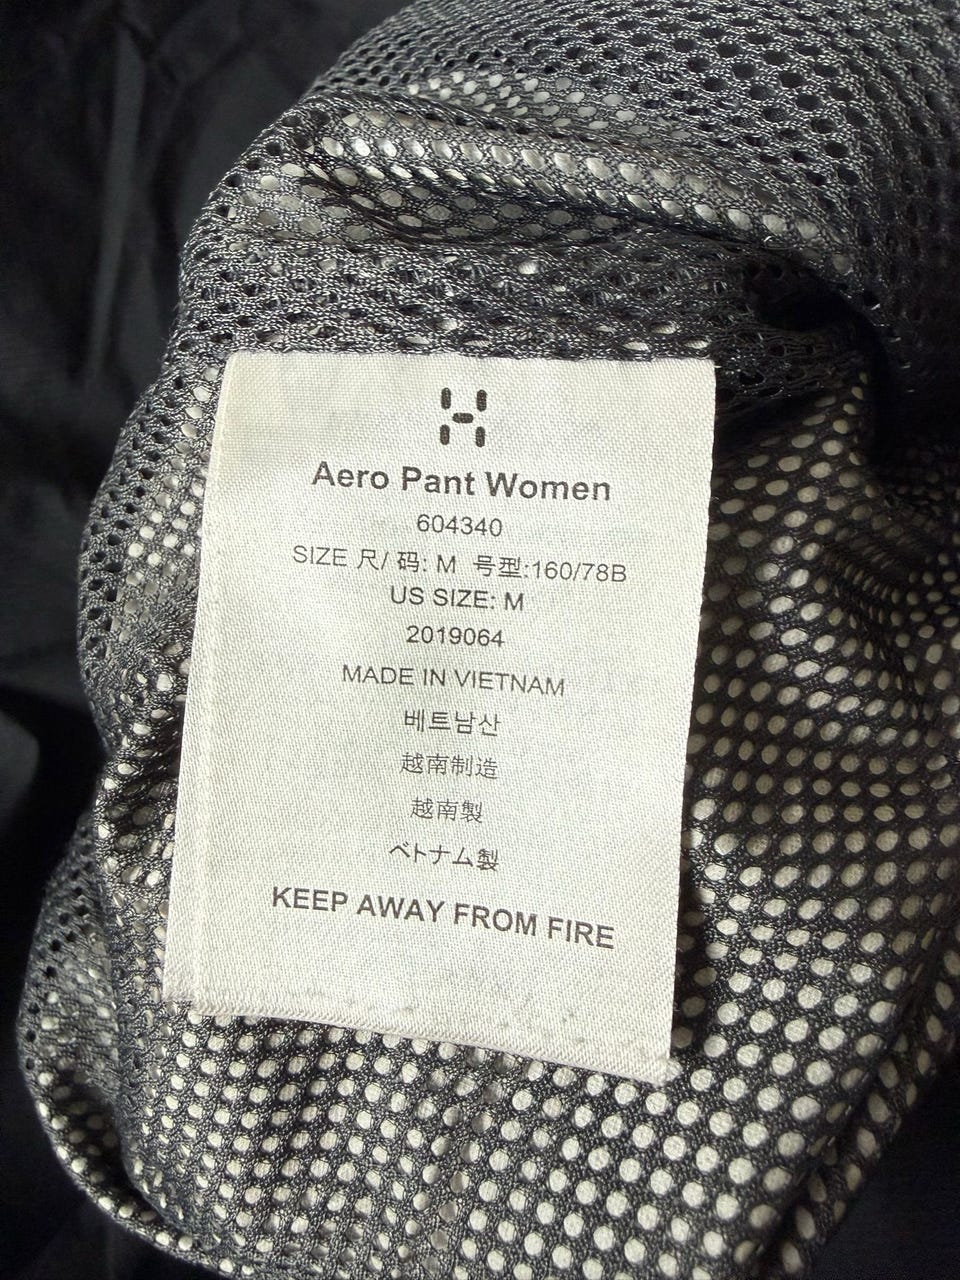 Aero Pant Women
604340
SIZE 尺/ 码: M 号型:160/78B
US SIZE: M
2019064
MADE IN VIETNAM
베트남산
越南制造
越南製
ベトナム製
KEEP AWAY FROM FIRE